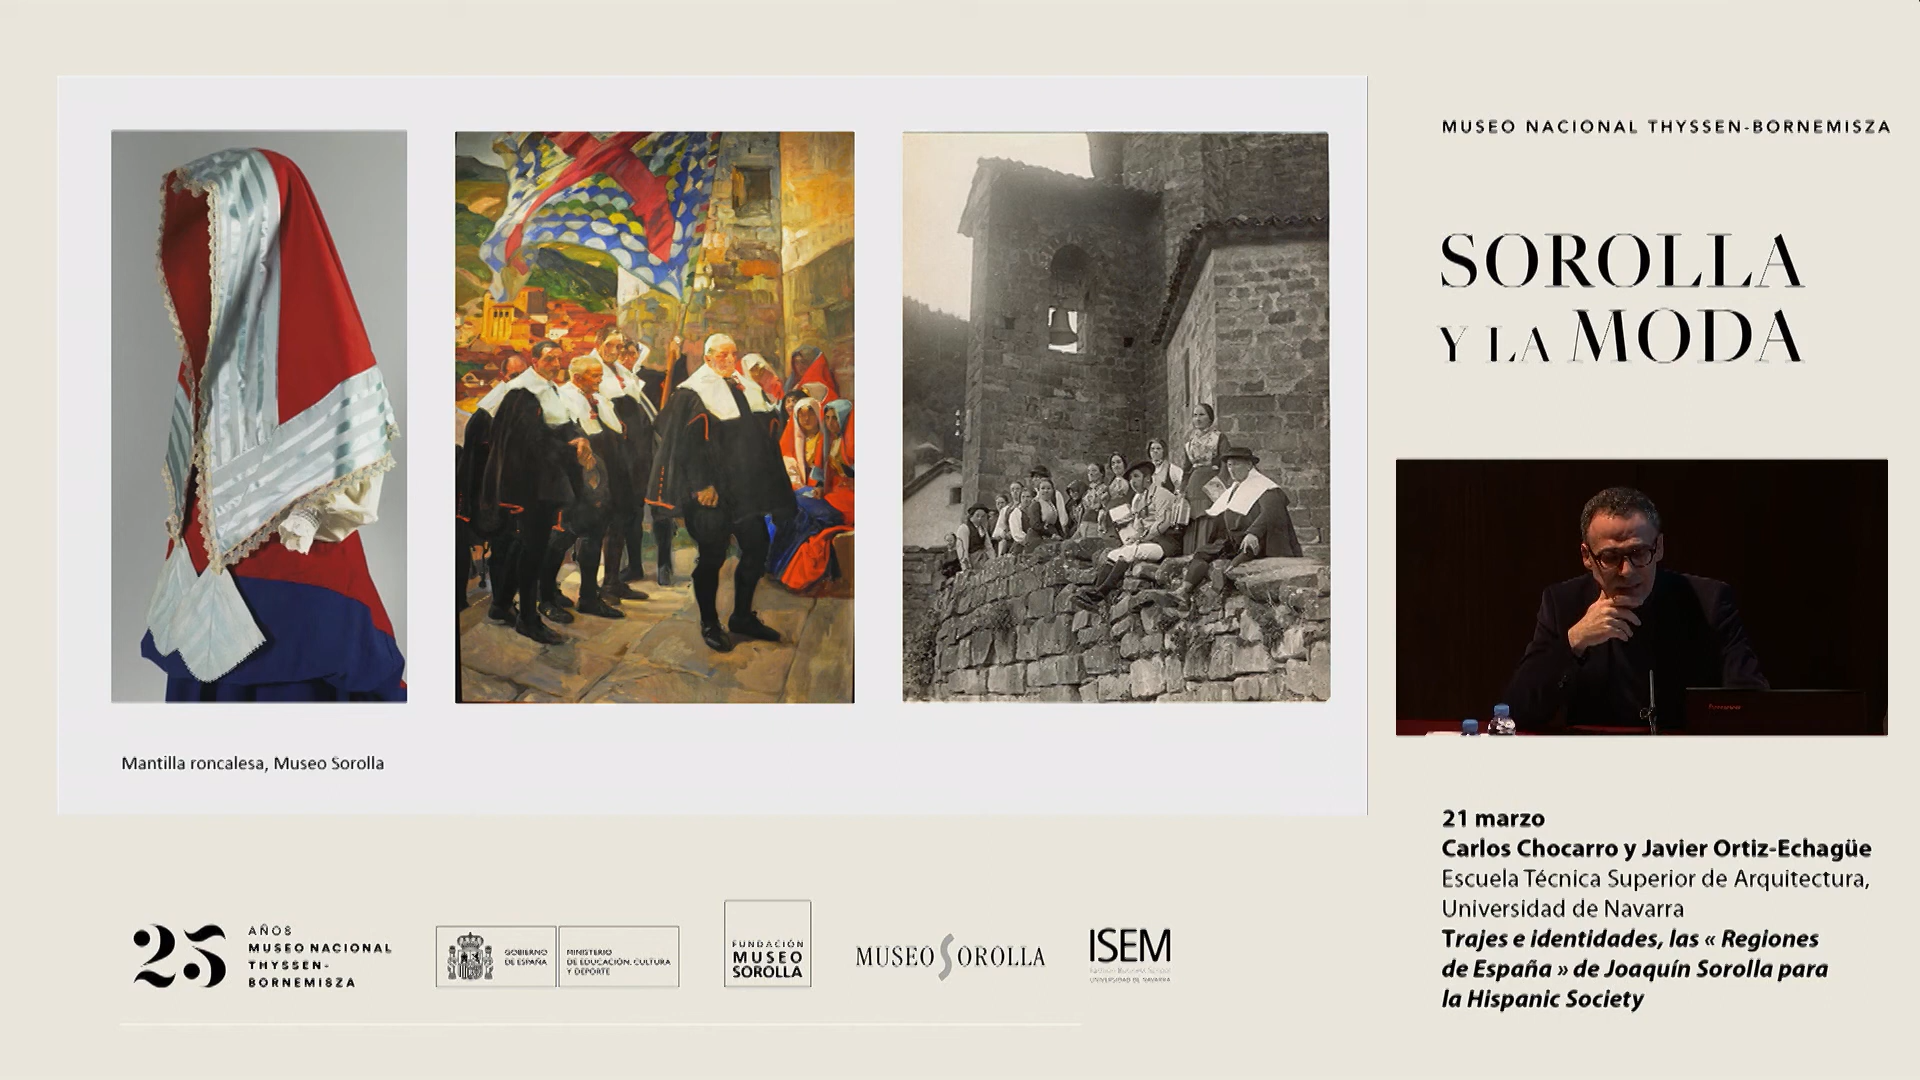 MUSEO NACIONAL THYSSEN-BORNEMISZA
SOROLLA
Y LA MODA
Mantilla roncalesa, Museo Sorolla
21 marzo
Carlos Chocarro y Javier Ortiz-Echagüe
Escuela Técnica Superior de Arquitectura,
Universidad de Navarra
Trajes e identidades, las « Regiones
de España » de Joaquín Sorolla para
la Hispanic Society
25
AÑOS
MUSEO NACIONAL
THYSSEN-
BORNEMISZA
GOBIERNO
DE ESPAÑA
MINISTERIO
DE EDUCACIÓN, CULTURA
Y DEPORTE
FUNDACIÓN
MUSEO
SOROLLA
MUSEO SOROLLA
ISEM
UNIVERSIDAD DE NAVARRA